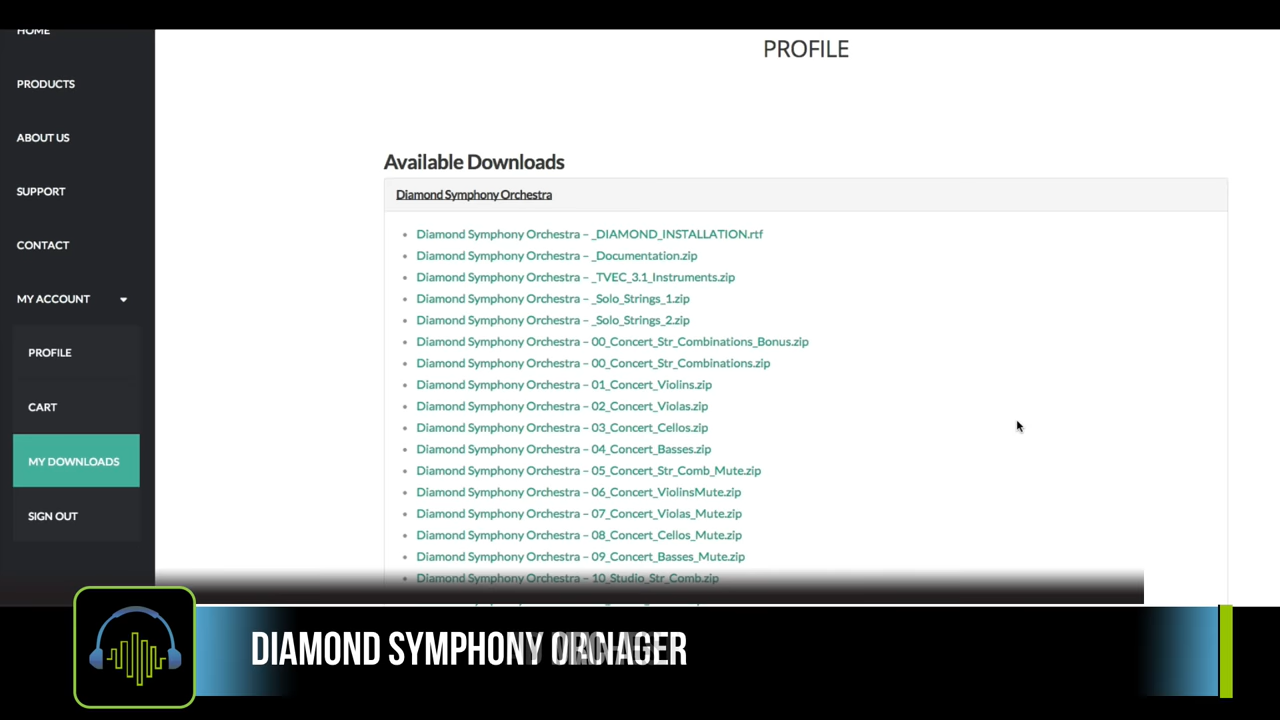 HOME
PRODUCTS
ABOUT US
SUPPORT
CONTACT
MY ACCOUNT
PROFILE
CART
MY DOWNLOADS
SIGN OUT
PROFILE
Available Downloads
Diamond Symphony Orchestra
Diamond Symphony Orchestra – _DIAMOND_INSTALLATION.rtf
Diamond Symphony Orchestra – _Documentation.zip
Diamond Symphony Orchestra – _TVEC_3.1_Instruments.zip
Diamond Symphony Orchestra – _Solo_Strings_1.zip
Diamond Symphony Orchestra – _Solo_Strings_2.zip
Diamond Symphony Orchestra – 00_Concert_Str_Combinations_Bonus.zip
Diamond Symphony Orchestra – 00_Concert_Str_Combinations.zip
Diamond Symphony Orchestra – 01_Concert_Violins.zip
Diamond Symphony Orchestra – 02_Concert_Violas.zip
Diamond Symphony Orchestra – 03_Concert_Cellos.zip
Diamond Symphony Orchestra – 04_Concert_Basses.zip
Diamond Symphony Orchestra – 05_Concert_Str_Comb_Mute.zip
Diamond Symphony Orchestra – 06_Concert_ViolinsMute.zip
Diamond Symphony Orchestra – 07_Concert_Violas_Mute.zip
Diamond Symphony Orchestra – 08_Concert_Cellos_Mute.zip
Diamond Symphony Orchestra – 09_Concert_Basses_Mute.zip
Diamond Symphony Orchestra – 10_Studio_Str_Comb.zip
DIAMOND SYMPHONY